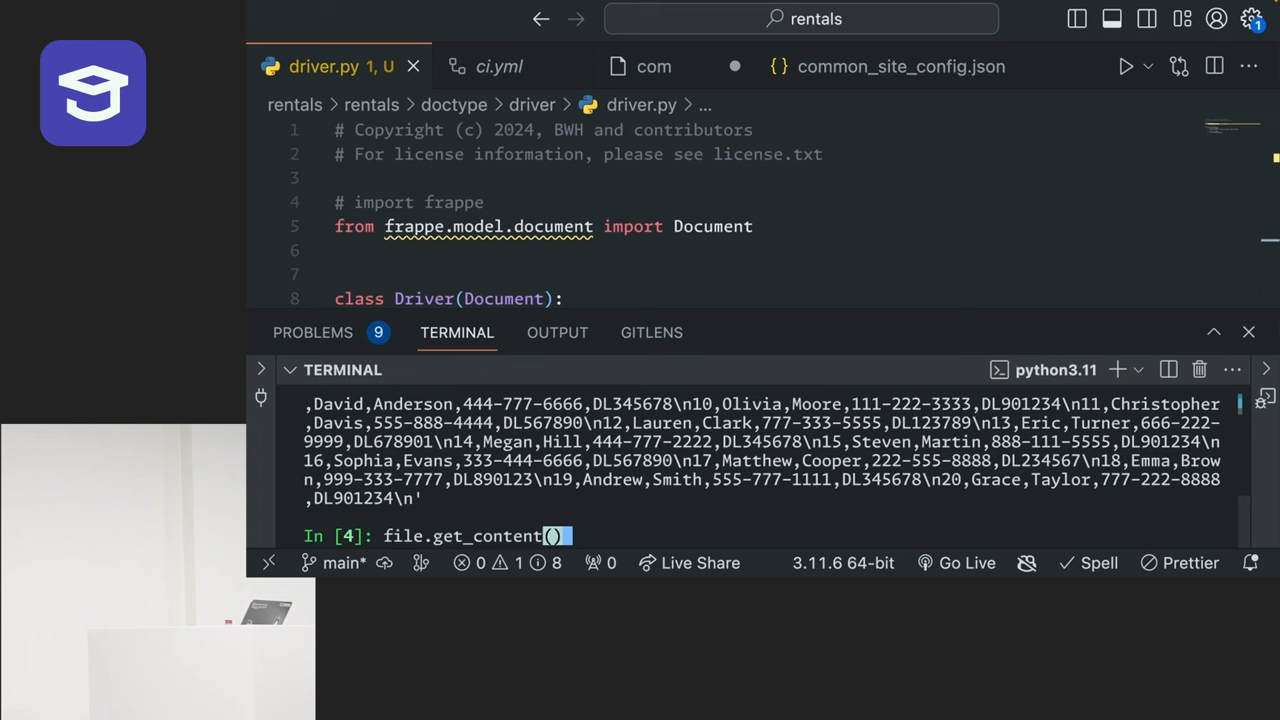 rentals
1
driver.py 1, U
ci.yml
com
{} common_site_config.json
rentals > rentals > doctype > driver > driver.py > ...
1 # Copyright (c) 2024, BWH and contributors
2 # For license information, please see license.txt
3
4 # import frappe
5 from frappe.model.document import Document
6
7
8 class Driver(Document):
PROBLEMS 9 TERMINAL OUTPUT GITLENS
TERMINAL
python3.11
,David,Anderson,444-777-6666,DL345678\n10,Olivia,Moore,111-222-3333,DL901234\n11,Christopher
,Davis,555-888-4444,DL567890\n12,Lauren,Clark,777-333-5555,DL123789\n13,Eric,Turner,666-222-
9999,DL678901\n14,Megan,Hill,444-777-2222,DL345678\n15,Steven,Martin,888-111-5555,DL901234\n
16,Sophia,Evans,333-444-6666,DL567890\n17,Matthew,Cooper,222-555-8888,DL234567\n18,Emma,Brow
n,999-333-7777,DL890123\n19,Andrew,Smith,555-777-1111,DL345678\n20,Grace,Taylor,777-222-8888
,DL901234\n'
In [4]: file.get_content()
main* 0 1 8 0 Live Share 3.11.6 64-bit Go Live Spell Prettier